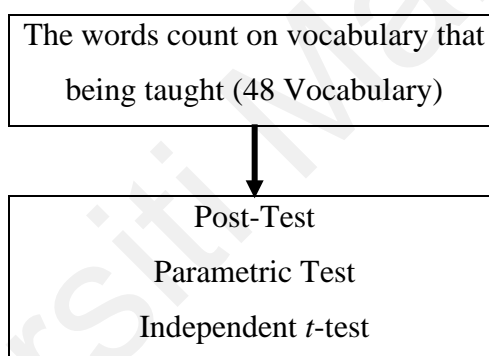 The words count on vocabulary that
being taught (48 Vocabulary)
Post-Test
Parametric Test
Independent t-test